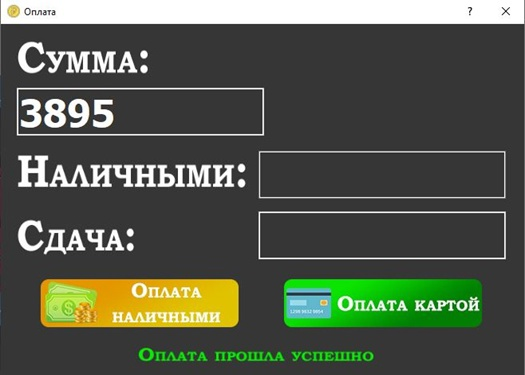 Оплата
?
Сумма:
3895
Наличными:
Сдача:
Оплата
наличными
Оплата картой
Оплата прошла успешно